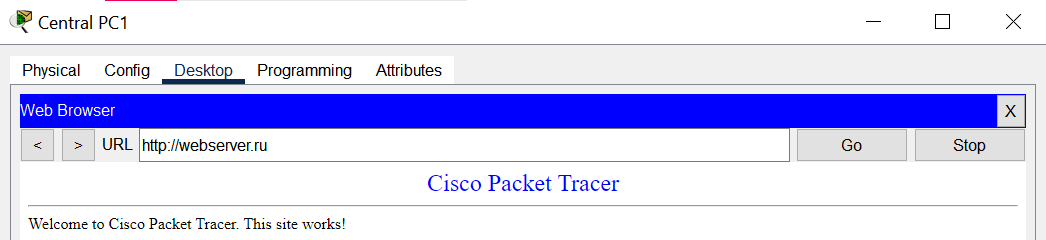 Central PC1
Physical Config Desktop Programming Attributes
Web Browser X
< > URL http://webserver.ru Go Stop
Cisco Packet Tracer
Welcome to Cisco Packet Tracer. This site works!